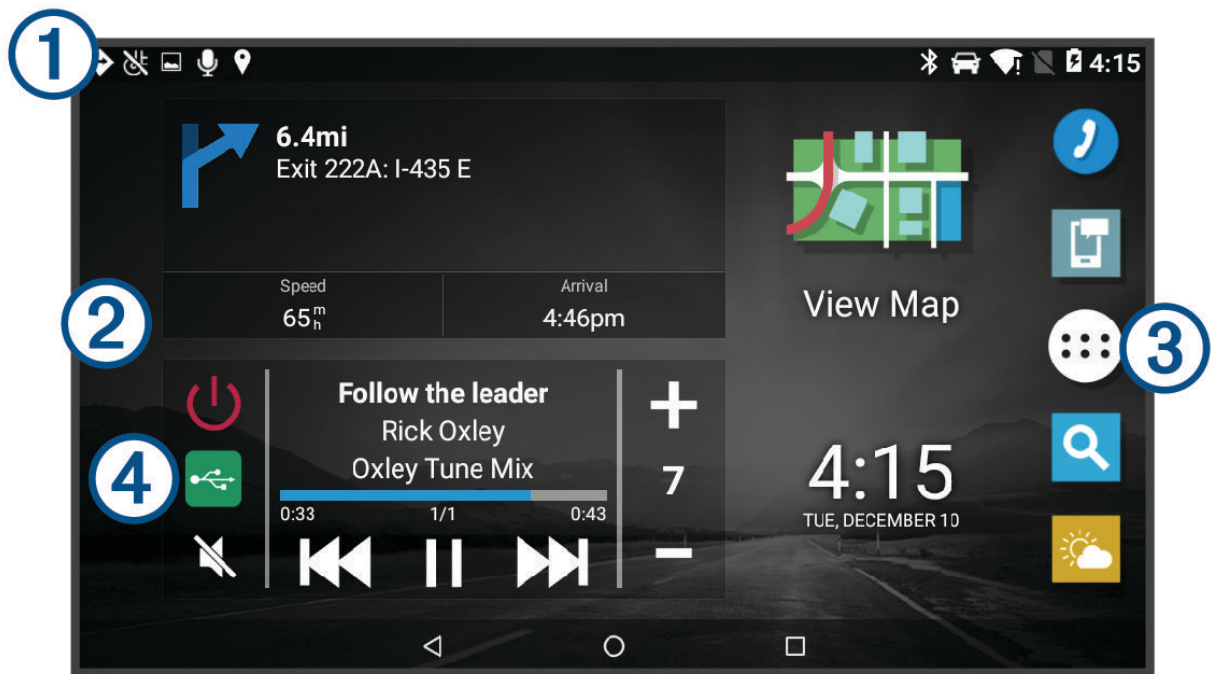 1
4:15
6.4mi
Exit 222A: I-435 E
Speed
65 m h
Arrival
4:46pm
View Map
2
3
Follow the leader
Rick Oxley
Oxley Tune Mix
0:33 1/1 0:43
+
7
−
4
4:15
TUE, DECEMBER 10